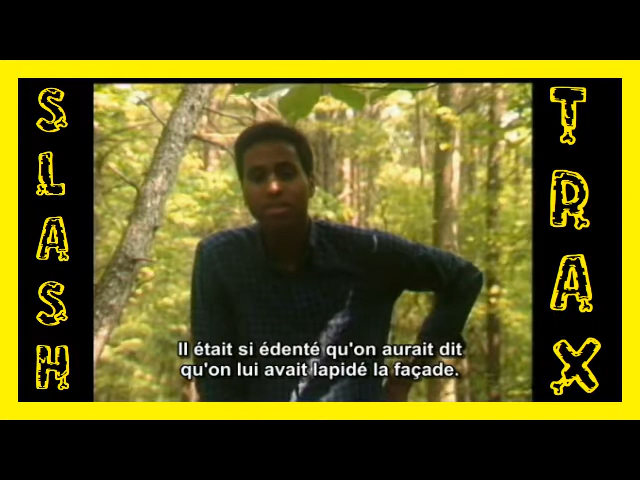 SLASH
TRAX
Il était si édenté qu'on aurait dit
qu'on lui avait lapidé la façade.